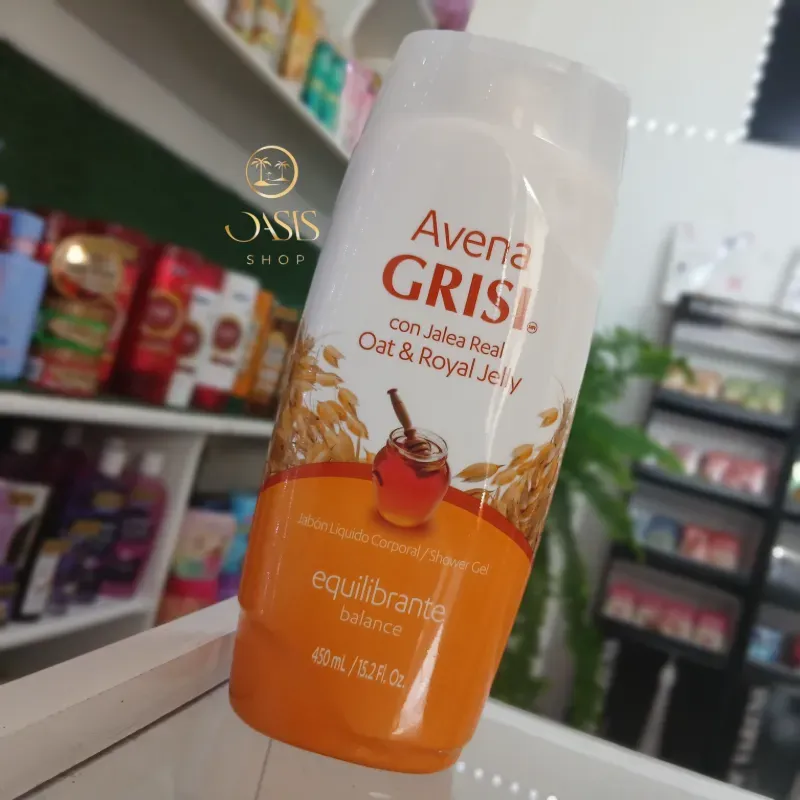 OASIS
SHOP
Avena
GRISI
MR
con Jalea Real
Oat & Royal Jelly
Jabón Líquido Corporal / Shower Gel
equilibrante
balance
450 mL / 15.2 Fl. Oz.